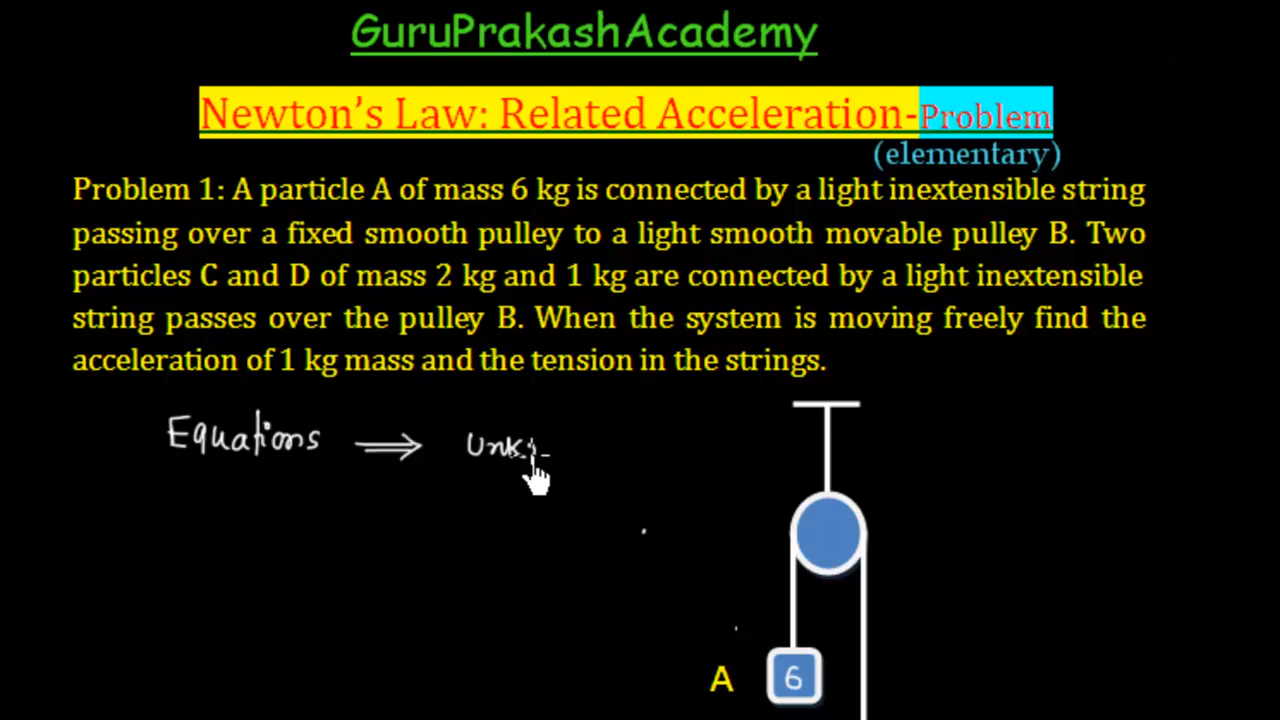 GuruPrakashAcademy
Newton's Law: Related Acceleration-Problem
(elementary)
Problem 1: A particle A of mass 6 kg is connected by a light inextensible string
passing over a fixed smooth pulley to a light smooth movable pulley B. Two
particles C and D of mass 2 kg and 1 kg are connected by a light inextensible
string passes over the pulley B. When the system is moving freely find the
acceleration of 1 kg mass and the tension in the strings.
Equations ⟹
A 6